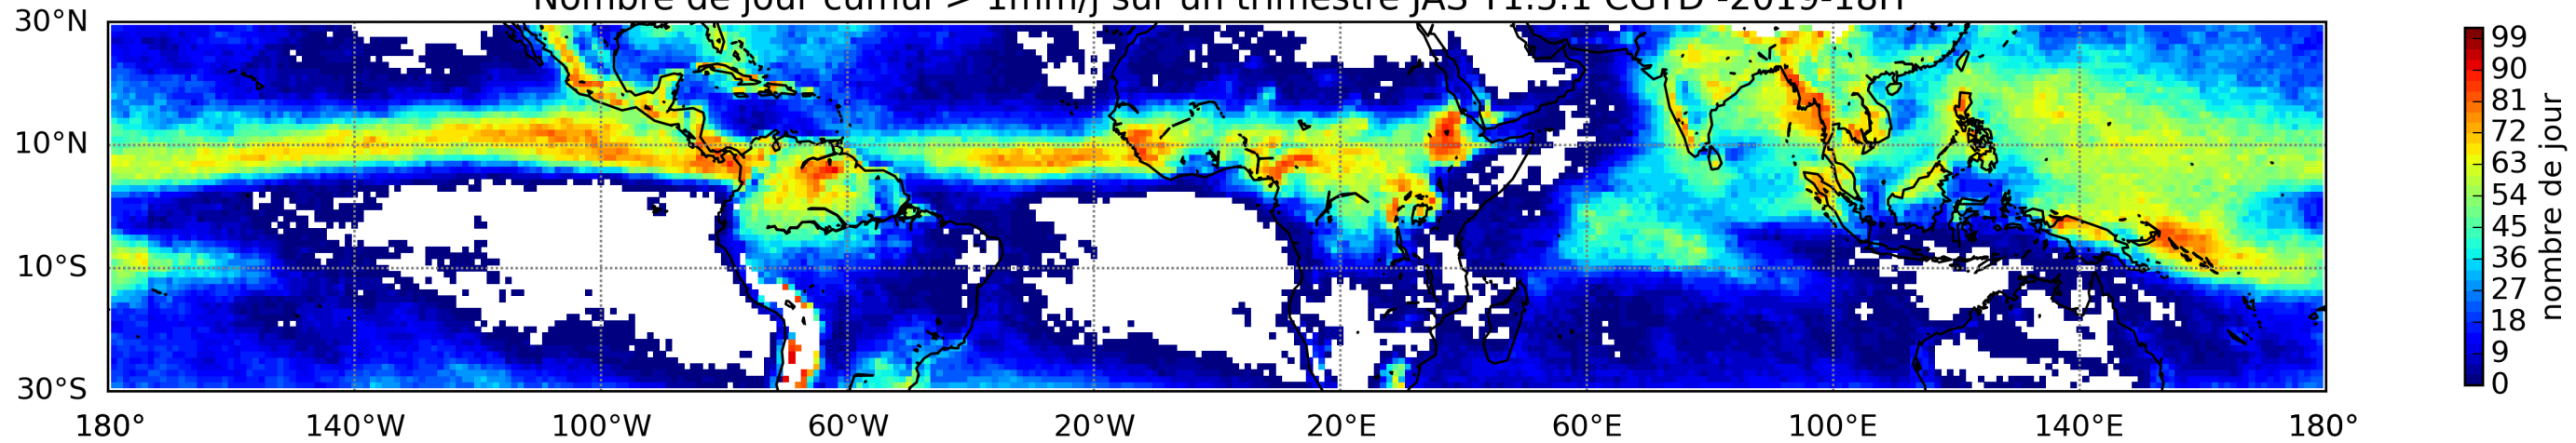 Nombre de jour cumul > 1mm/j sur un trimestre JAS T1.5.1 CGTD -2019-18H
30°N
10°N
10°S
30°S
180° 140°W 100°W 60°W 20°W 20°E 60°E 100°E 140°E 180°
99
90
81
72
63
54
45
36
27
18
9
0
nombre de jour